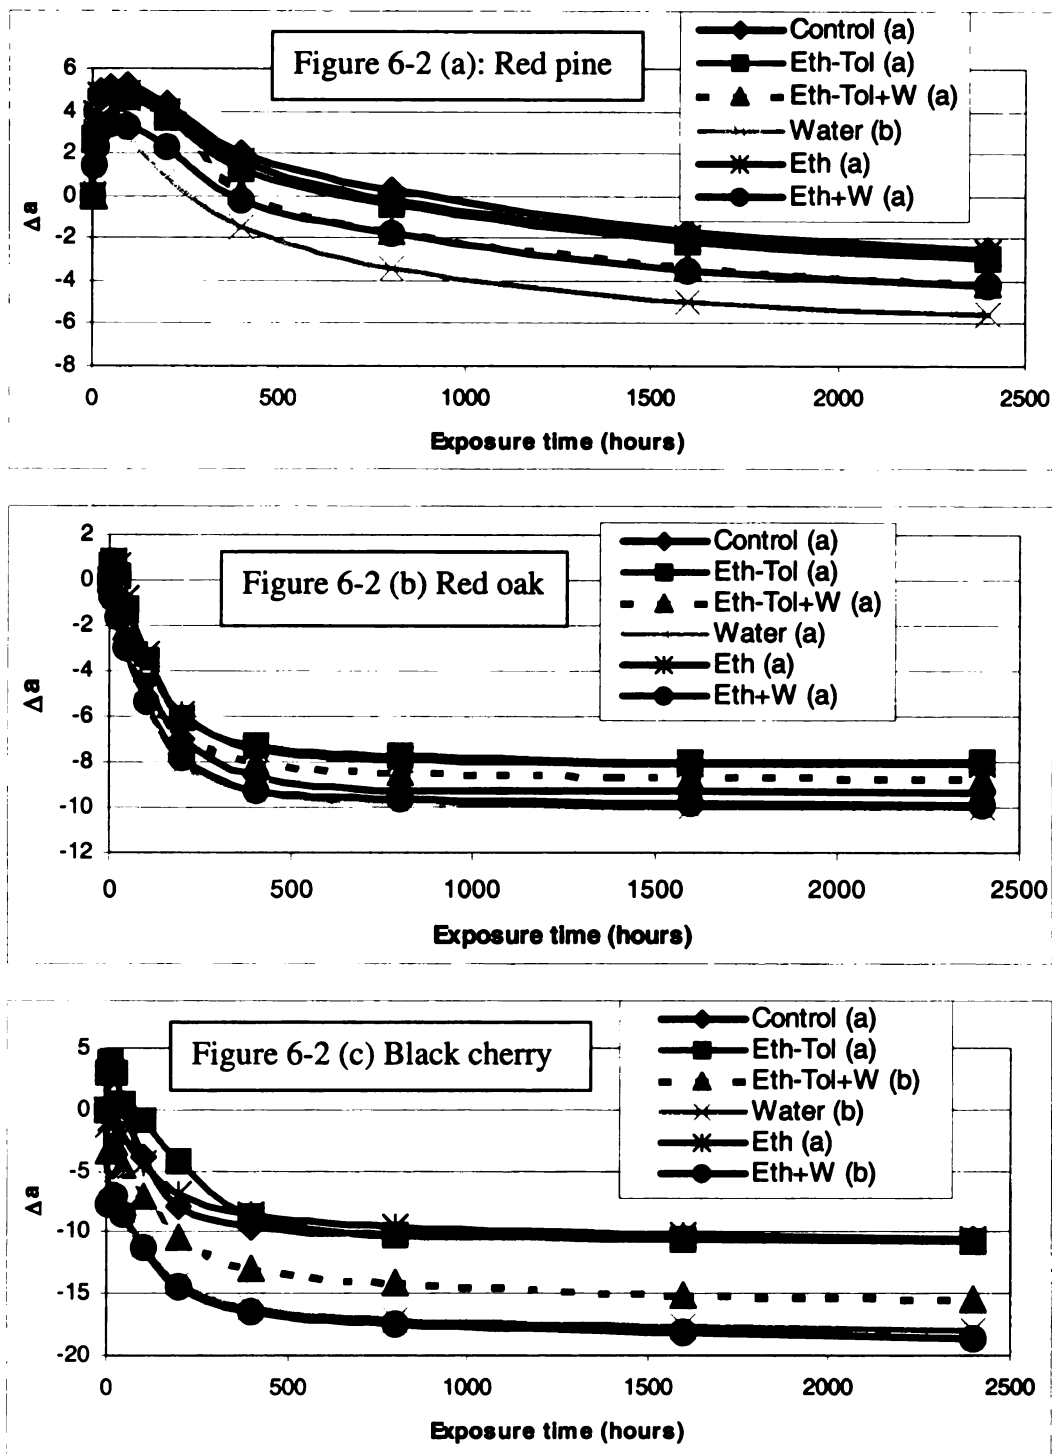 Figure 6-2 (a): Red pine
Control (a)
Eth-Tol (a)
Eth-Tol+W (a)
Water (b)
Eth (a)
Eth+W (a)
6
4
2
0
-2
-4
-6
-8
Δa
0 500 1000 1500 2000 2500
Exposure time (hours)
Figure 6-2 (b) Red oak
Control (a)
Eth-Tol (a)
Eth-Tol+W (a)
Water (a)
Eth (a)
Eth+W (a)
2
0
-2
-4
-6
-8
-10
-12
Δa
0 500 1000 1500 2000 2500
Exposure time (hours)
Figure 6-2 (c) Black cherry
Control (a)
Eth-Tol (a)
Eth-Tol+W (b)
Water (b)
Eth (a)
Eth+W (b)
5
0
-5
-10
-15
-20
Δa
0 500 1000 1500 2000 2500
Exposure time (hours)